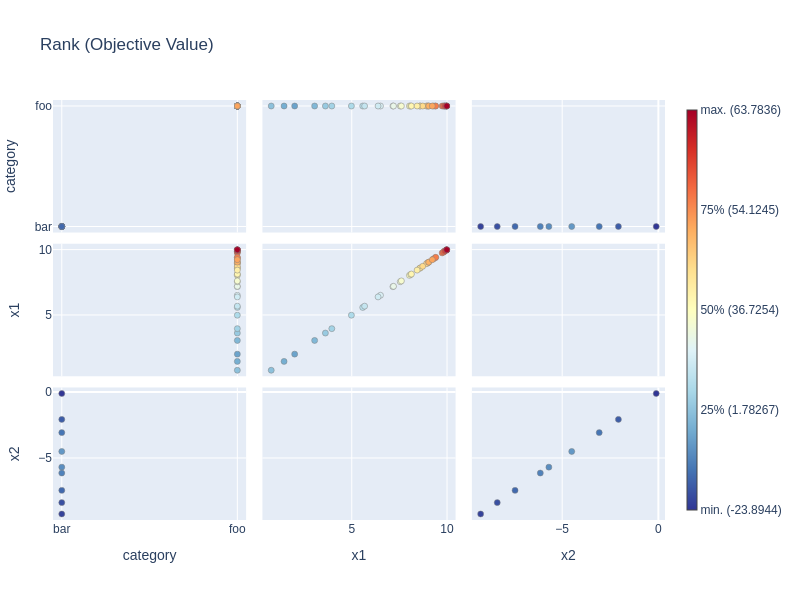 Rank (Objective Value)
foo
bar
category
10
5
x1
0
−5
x2
bar
foo
5
10
−5
0
category
x1
x2
max. (63.7836)
75% (54.1245)
50% (36.7254)
25% (1.78267)
min. (-23.8944)